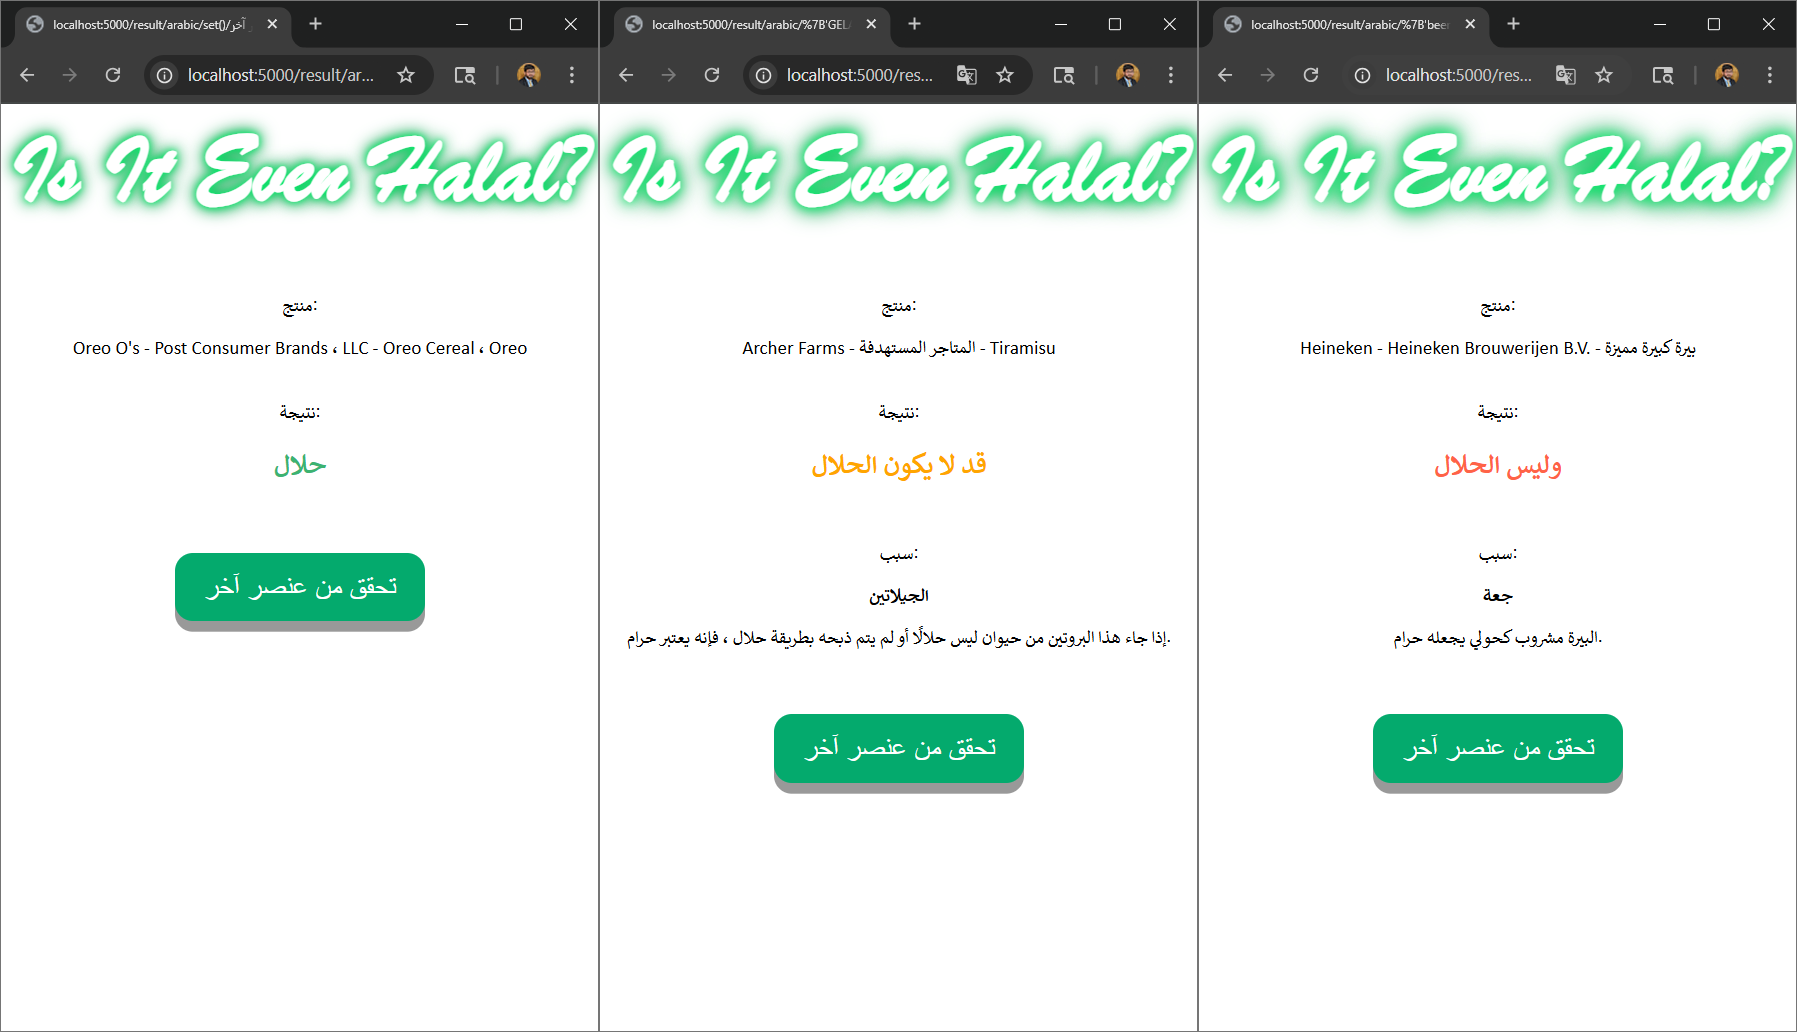 localhost:5000/result/arabic/set()/ر آخر
localhost:5000/result/ar...
Is It Even Halal?
منتج:
Oreo O's - Post Consumer Brands ، LLC - Oreo Cereal ، Oreo
نتيجة:
حلال
تحقق من عنصر آخر
localhost:5000/result/arabic/%7B'GEL
localhost:5000/res...
Is It Even Halal?
منتج:
Archer Farms - المتاجر المستهدفة - Tiramisu
نتيجة:
قد لا يكون الحلال
سبب:
الجيلاتين
إذا جاء هذا البروتين من حيوان ليس حلالًا أو لم يتم ذبحه بطريقة حلال ، فإنه يعتبر حرام.
تحقق من عنصر آخر
localhost:5000/result/arabic/%7B'beer
localhost:5000/res...
Is It Even Halal?
منتج:
Heineken - Heineken Brouwerijen B.V. - بيرة كبيرة مميزة
نتيجة:
وليس الحلال
سبب:
جعة
البيرة مشروب كحولي يجعله حرام.
تحقق من عنصر آخر